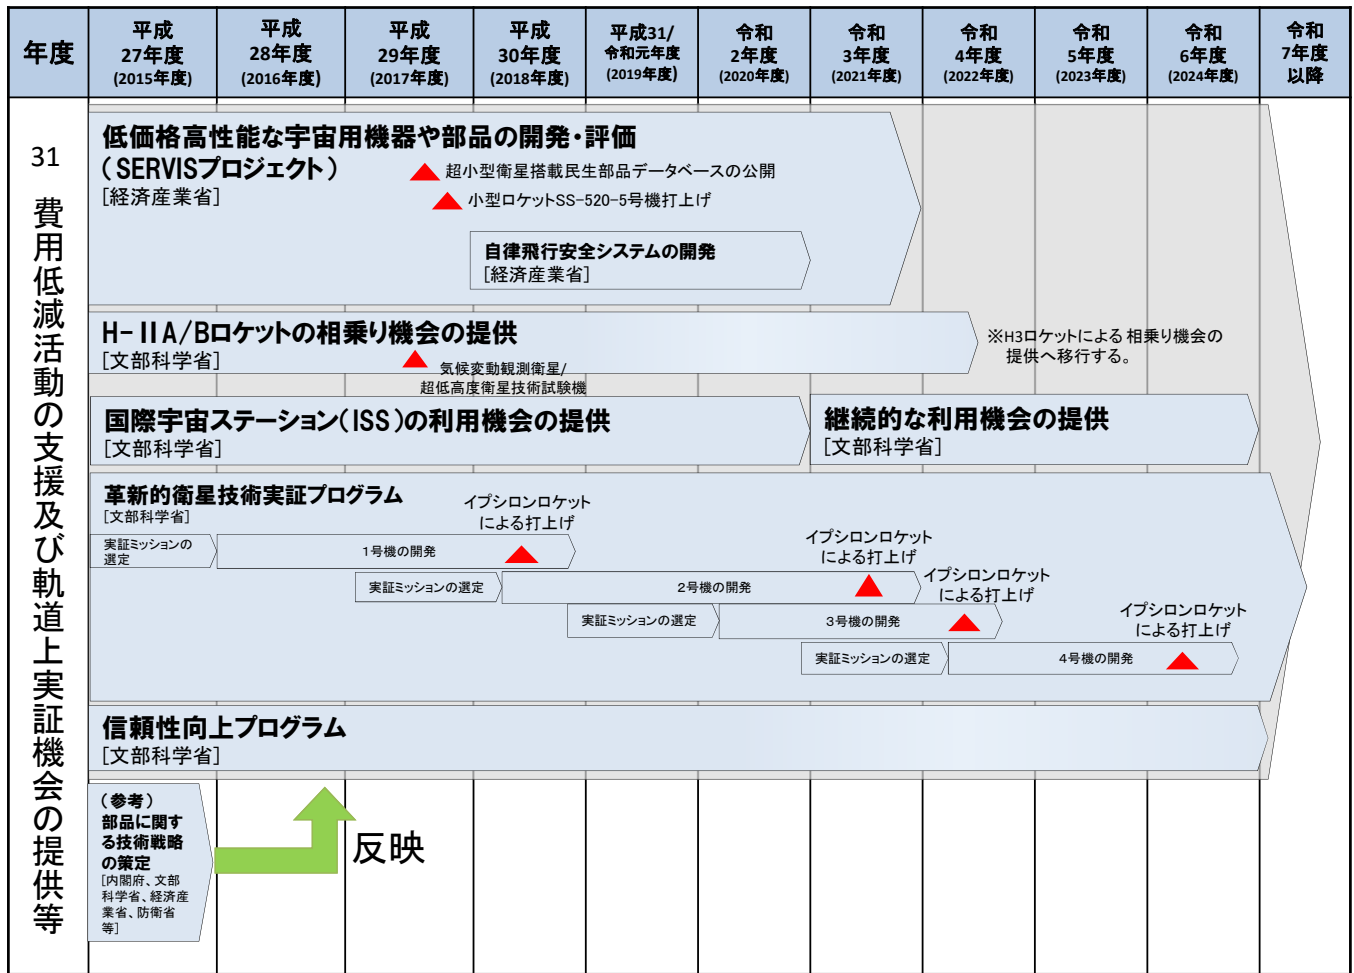 年度
平成
27年度
(2015年度)
平成
28年度
(2016年度)
平成
29年度
(2017年度)
平成
30年度
(2018年度)
平成31/
令和元年度
(2019年度)
令和
2年度
(2020年度)
令和
3年度
(2021年度)
令和
4年度
(2022年度)
令和
5年度
(2023年度)
令和
6年度
(2024年度)
令和
7年度
以降
31
費用低減活動の支援及び軌道上実証機会の提供等
低価格高性能な宇宙用機器や部品の開発・評価
(SERVISプロジェクト)
[経済産業省]
超小型衛星搭載民生部品データベースの公開
小型ロケットSS-520-5号機打上げ
自律飛行安全システムの開発
[経済産業省]
H-ⅡA/Bロケットの相乗り機会の提供
[文部科学省]
気候変動観測衛星/
超低高度衛星技術試験機
※H3ロケットによる相乗り機会の
提供へ移行する。
国際宇宙ステーション(ISS)の利用機会の提供
[文部科学省]
継続的な利用機会の提供
[文部科学省]
革新的衛星技術実証プログラム
[文部科学省]
イプシロンロケット
による打上げ
実証ミッションの
選定
1号機の開発
イプシロンロケット
による打上げ
実証ミッションの選定
2号機の開発
イプシロンロケット
による打上げ
実証ミッションの選定
3号機の開発
イプシロンロケット
による打上げ
実証ミッションの選定
4号機の開発
信頼性向上プログラム
[文部科学省]
(参考)
部品に関す
る技術戦略
の策定
[内閣府、文部
科学省、経済産
業省、防衛省
等]
反映